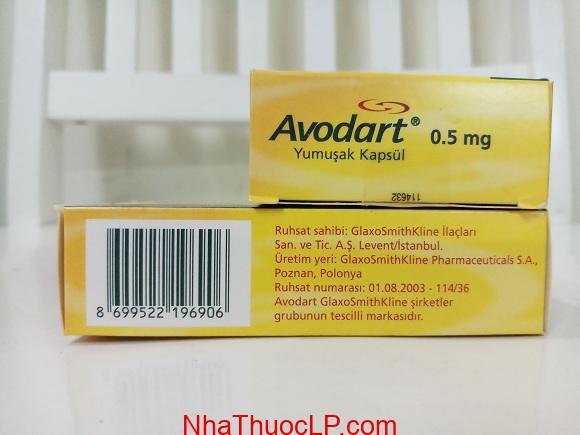 Avodart® 0.5 mg
Yumuşak Kapsül
114632
8 699522 196906
Ruhsat sahibi: GlaxoSmithKline İlaçları
San. ve Tic. A.Ş. Levent/İstanbul.
Üretim yeri: GlaxoSmithKline Pharmaceuticals S.A.,
Poznan, Polonya
Ruhsat numarası: 01.08.2003 - 114/36
Avodart GlaxoSmithKline şirketler
grubunun tescilli markasıdır.
NhaThuocLP.com